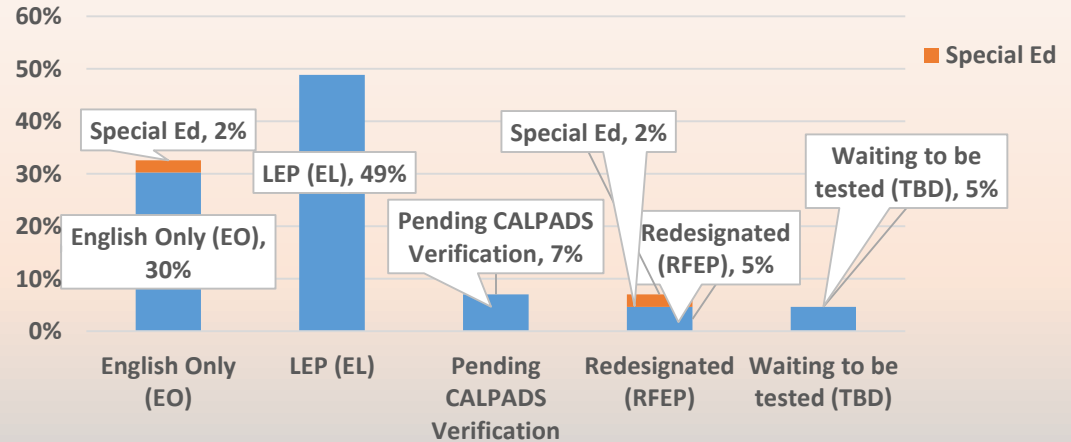 60%
50%
40%
30%
20%
10%
0%
Special Ed
Special Ed, 2%
English Only (EO),
30%
LEP (EL), 49%
Pending CALPADS
Verification, 7%
Special Ed, 2%
Redesignated
(RFEP), 5%
Waiting to be
tested (TBD), 5%
English Only
(EO)
LEP (EL)
Pending
CALPADS
Verification
Redesignated
(RFEP)
Waiting to be
tested (TBD)